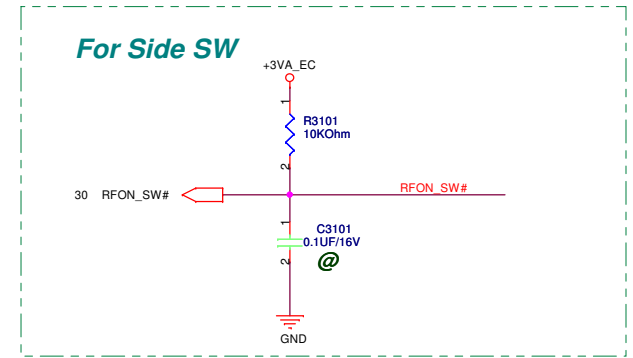 For Side SW
+3VA_EC
1
R3101
10KOhm
2
30 RFON_SW#
RFON_SW#
1
C3101
0.1UF/16V
2
@
GND